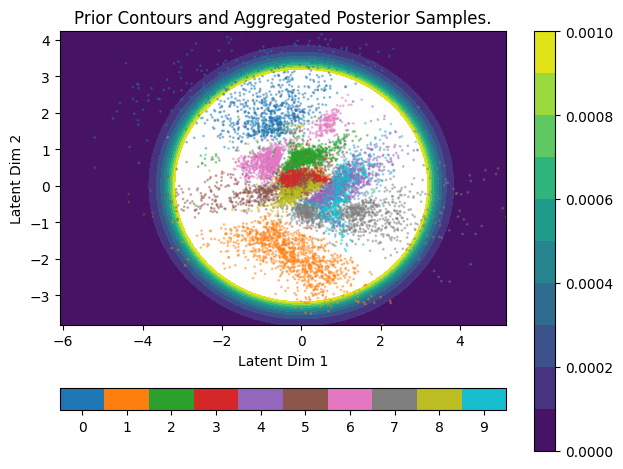 Prior Contours and Aggregated Posterior Samples.
Latent Dim 2
4
3
2
1
0
−1
−2
−3
−6 −4 −2 0 2 4
Latent Dim 1
0.0010
0.0008
0.0006
0.0004
0.0002
0.0000
0 1 2 3 4 5 6 7 8 9